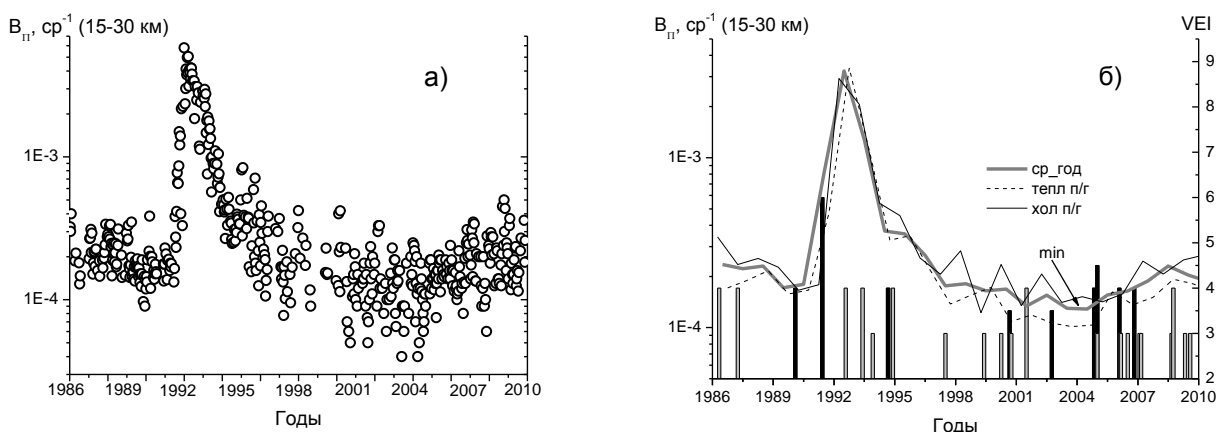 Bп, ср-1 (15-30 км)
а)
1E-3
1E-4
1986 1989 1992 1995 1998 2001 2004 2007 2010
Годы
Bп, ср-1 (15-30 км)
VEI
б)
9
8
7
6
5
4
3
2
1E-3
1E-4
ср_год
тепл п/г
хол п/г
min
1986 1989 1992 1995 1998 2001 2004 2007 2010
Годы